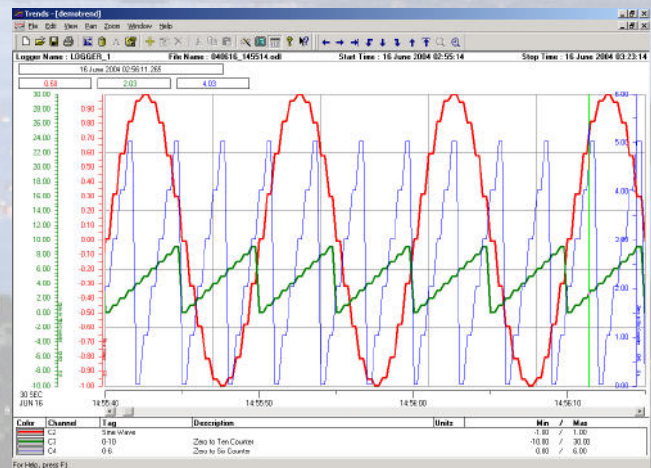 Trends - [demotrend]
File Edit View Pan Zoom Window Help
Logger Name : LOGGER_1 File Name : 040616_145514.odl Start Time : 16 June 2004 02:55:14 Stop Time : 16 June 2004 03:23:14
16 June 2004 02:56:11.265
2.03 4.03
30.00
28.00 0.90
26.00 0.80
24.00 0.70
22.00 0.60
20.00 0.50
18.00 0.40
16.00 0.30
14.00 0.20
12.00 0.10
10.00 0.00
8.00 -0.10
6.00 -0.20
4.00 -0.30
2.00 -0.40
0.00 -0.50
-2.00 -0.60
-4.00 -0.70
-6.00 -0.80
-8.00 -0.90
-10.00 -1.00
6.00
5.00
4.00
3.00
2.00
1.00
0.00
30 SEC
JUN 16 14:55:40 14:55:50 14:56:00 14:56:10
Color Channel Tag Description Units Min / Max
C2 Sine Wave -1.00 / 1.00
C3 0-10 Zero to Ten Counter -10.00 / 30.00
C4 0-6 Zero to Six Counter 0.00 / 6.00
For Help, press F1